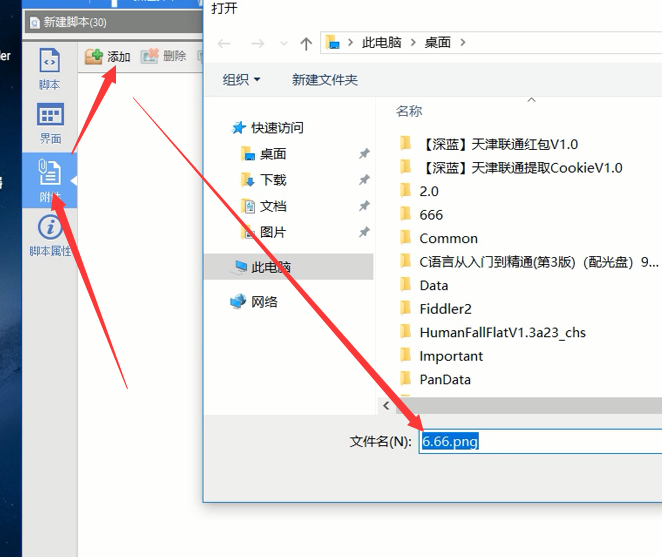 打开
新建脚本(30)
der
脚本
界面
附件
脚本属性
添加
删除
此电脑
桌面
组织
新建文件夹
快速访问
桌面
下载
文档
图片
此电脑
网络
名称
【深蓝】天津联通红包V1.0
【深蓝】天津联通提取CookieV1.0
2.0
666
Common
C语言从入门到精通(第3版)（配光盘）9...
Data
Fiddler2
HumanFallFlatV1.3a23_chs
Important
PanData
文件名(N):
6.66.png